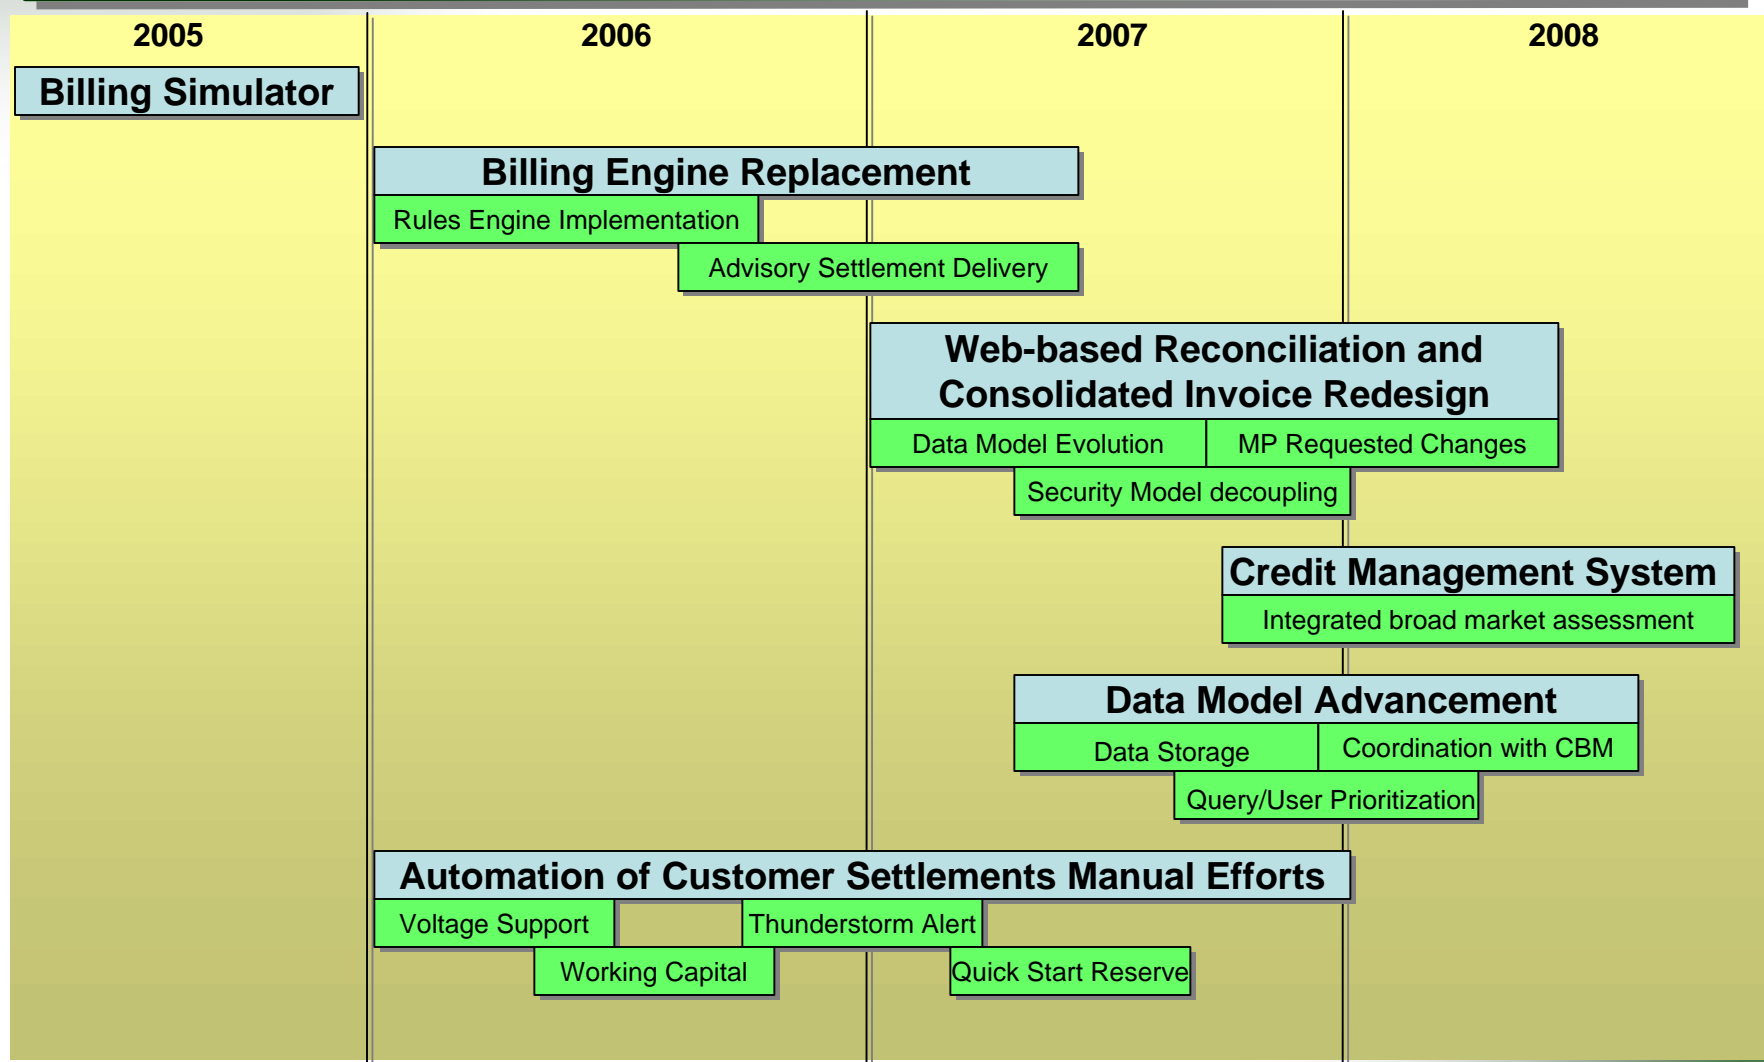 2005 2006 2007 2008
Billing Simulator
Billing Engine Replacement
Rules Engine Implementation
Advisory Settlement Delivery
Web-based Reconciliation and
Consolidated Invoice Redesign
Data Model Evolution MP Requested Changes
Security Model decoupling
Credit Management System
Integrated broad market assessment
Data Model Advancement
Data Storage Coordination with CBM
Query/User Prioritization
Automation of Customer Settlements Manual Efforts
Voltage Support Thunderstorm Alert
Working Capital Quick Start Reserve